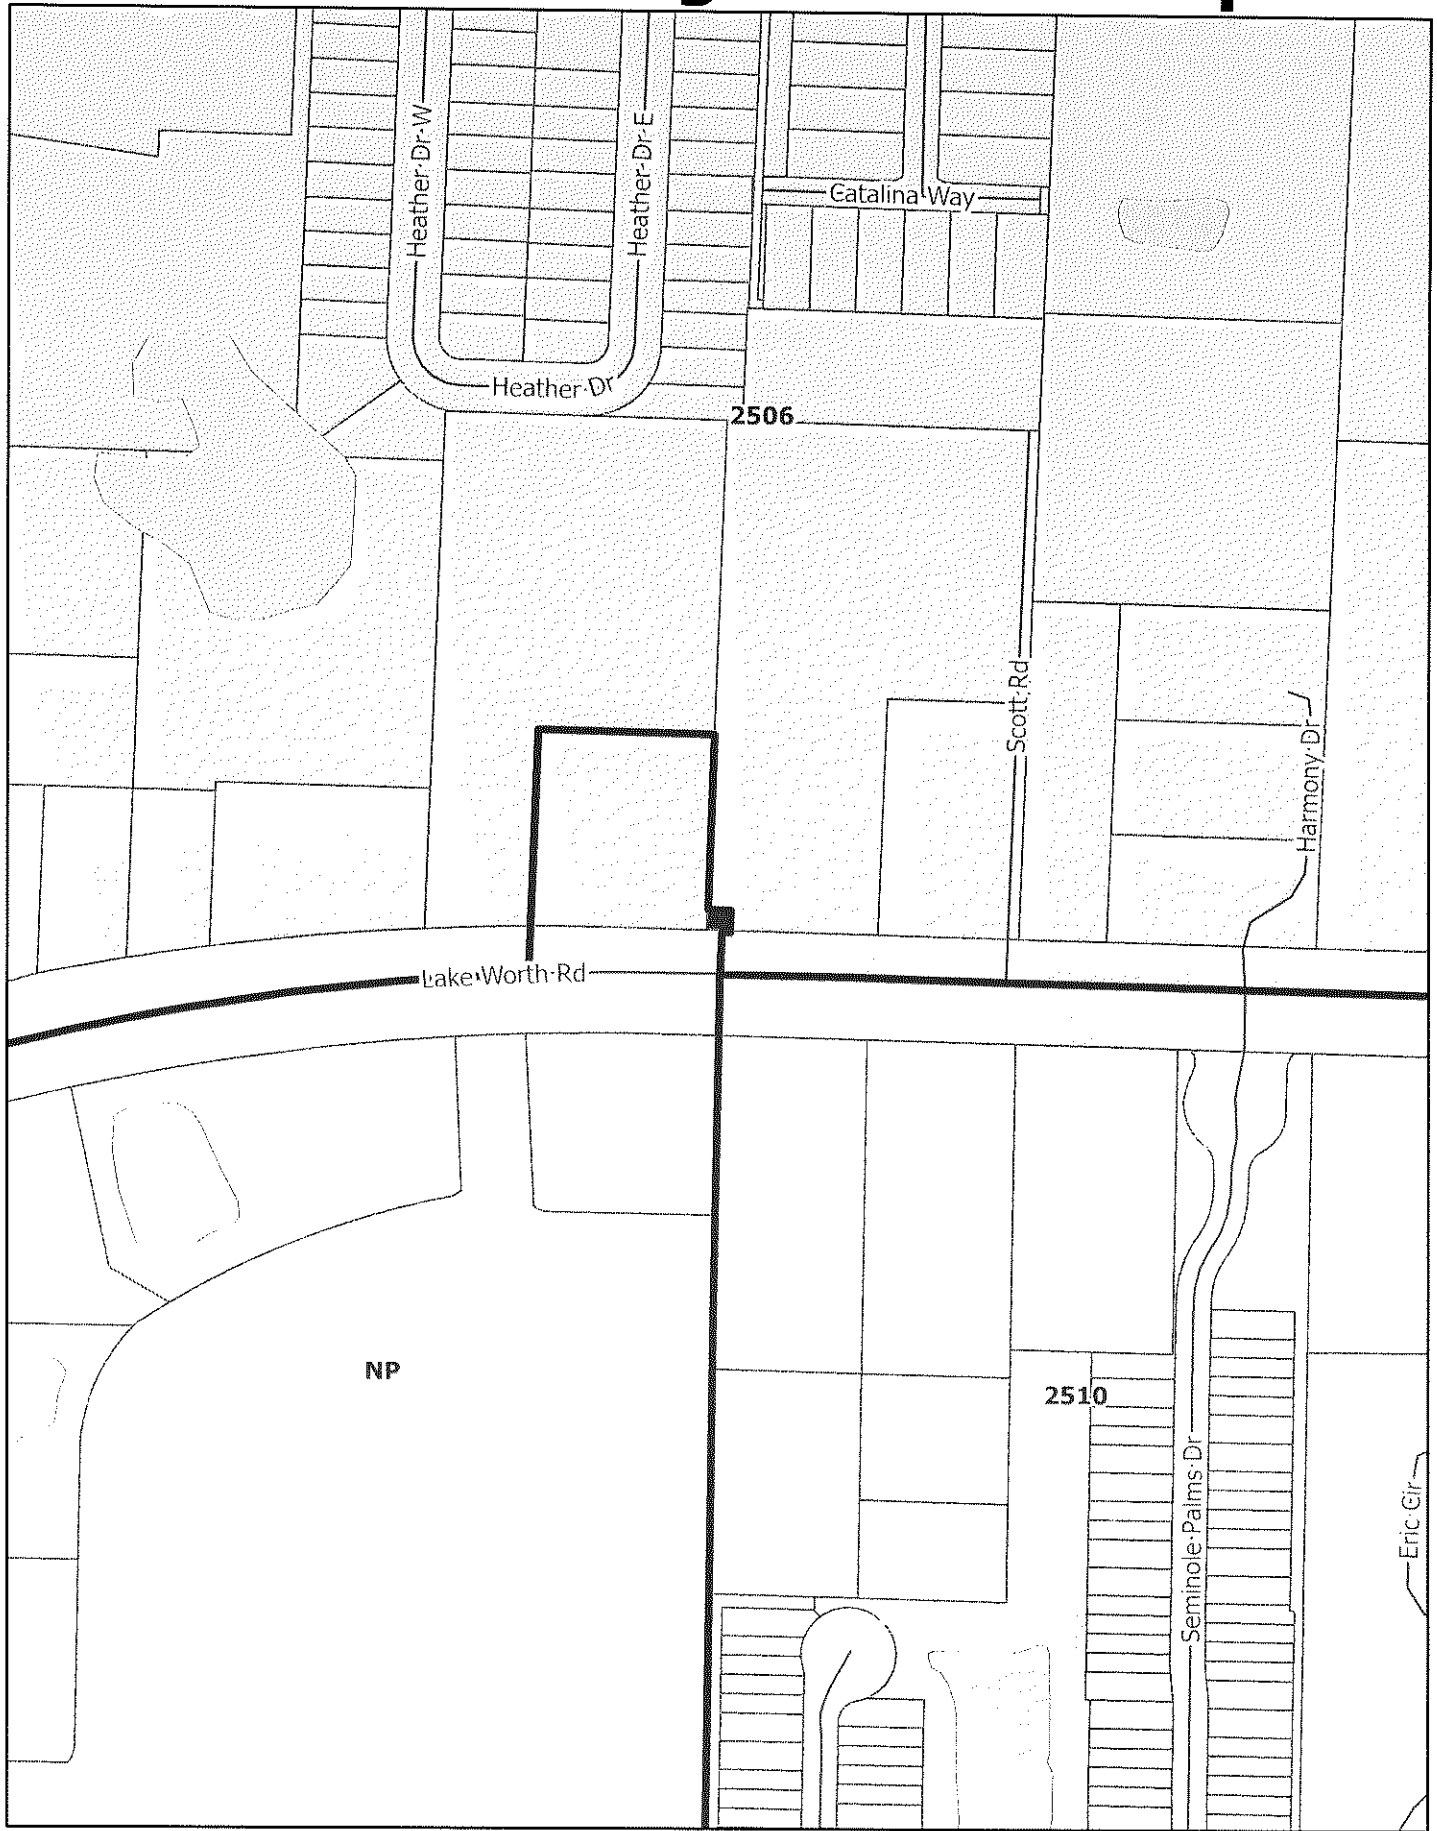 Heather Dr W
Heather Dr E
Catalina Way
Heather Dr
2506
Scott Rd
Harmony Dr
Lake Worth Rd
NP
2510
Seminole Palms Dr
Eric Cir